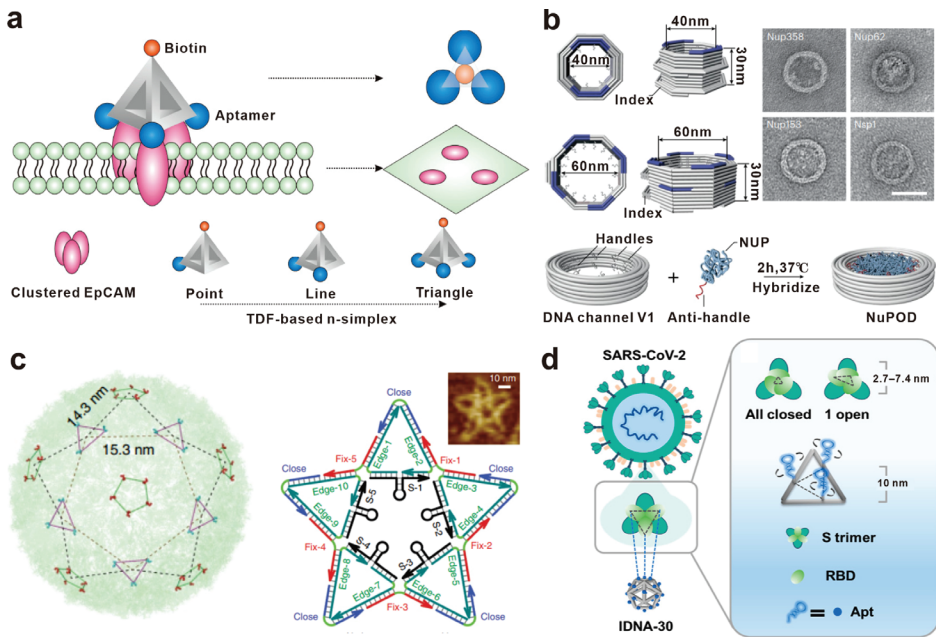 a
Biotin
Aptamer
Clustered EpCAM
Point
Line
Triangle
TDF-based n-simplex
b
40nm
40nm
30nm
Index
60nm
60nm
30nm
Index
Nup358
Nup62
Nup153
Nsp1
Handles
NUP
2h,37℃
Hybridize
+
DNA channel V1
Anti-handle
NuPOD
c
14.3 nm
15.3 nm
10 nm
Close
Edge-1
Edge-2
Fix-5
Fix-1
Close
Close
Edge-10
S-5
S-1
Edge-3
Edge-9
S-2
Edge-4
Fix-4
Fix-2
S-4
S-3
Edge-8
Edge-5
Edge-7
Edge-6
Close
Fix-3
Close
d
SARS-CoV-2
IDNA-30
All closed
1 open
2.7–7.4 nm
10 nm
S trimer
RBD
= Apt